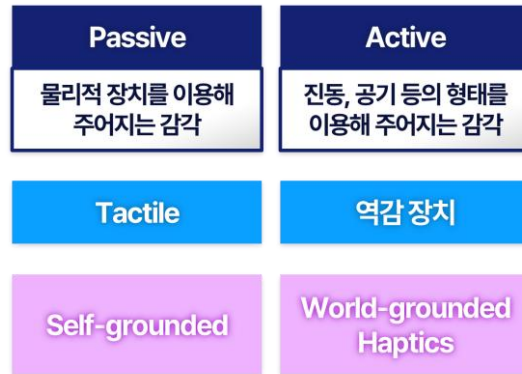 Passive
Active
물리적 장치를 이용해
주어지는 감각
진동, 공기 등의 형태를
이용해 주어지는 감각
Tactile
역감 장치
Self-grounded
World-grounded
Haptics